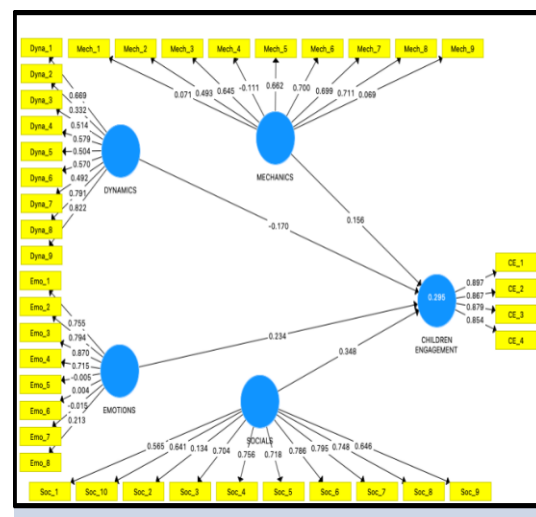 Dyna_1
Mech_1 Mech_2 Mech_3 Mech_4 Mech_5 Mech_6 Mech_7 Mech_8 Mech_9
Dyna_2
Dyna_3
Dyna_4
Dyna_5
Dyna_6
Dyna_7
Dyna_8
Dyna_9
0.669
0.332
0.514
0.579
0.504
0.570
0.492
0.791
0.822
0.071 0.493 0.645 -0.111 0.662 0.700 0.699 0.711 0.069
DYNAMICS
MECHANICS
-0.170
0.156
Emo_1
Emo_2
Emo_3
Emo_4
Emo_5
Emo_6
Emo_7
Emo_8
0.755
0.794
0.870
0.715
-0.005
0.004
-0.015
0.213
EMOTIONS
0.234
0.348
0.295
CHILDREN
ENGAGEMENT
0.897
0.867
0.879
0.854
CE_1
CE_2
CE_3
CE_4
SOCIALS
0.565 0.641 0.134 0.704 0.756 0.718 0.786 0.795 0.748 0.646
Soc_1 Soc_10 Soc_2 Soc_3 Soc_4 Soc_5 Soc_6 Soc_7 Soc_8 Soc_9